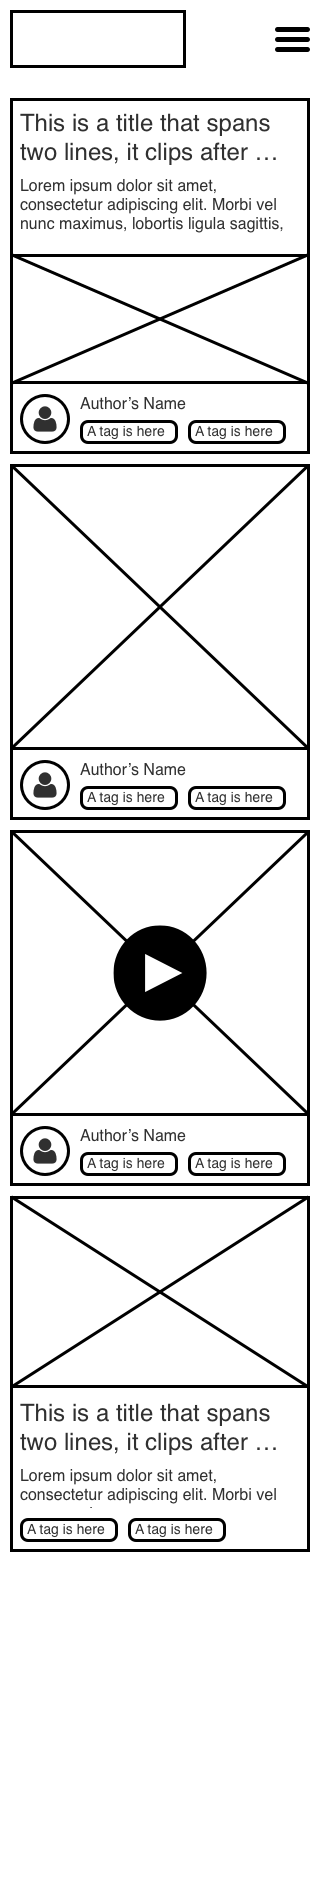 This is a title that spans
two lines, it clips after …
Lorem ipsum dolor sit amet,
consectetur adipiscing elit. Morbi vel
nunc maximus, lobortis ligula sagittis,
Author’s Name
A tag is here A tag is here
Author’s Name
A tag is here A tag is here
Author’s Name
A tag is here A tag is here
This is a title that spans
two lines, it clips after …
Lorem ipsum dolor sit amet,
consectetur adipiscing elit. Morbi vel
A tag is here A tag is here